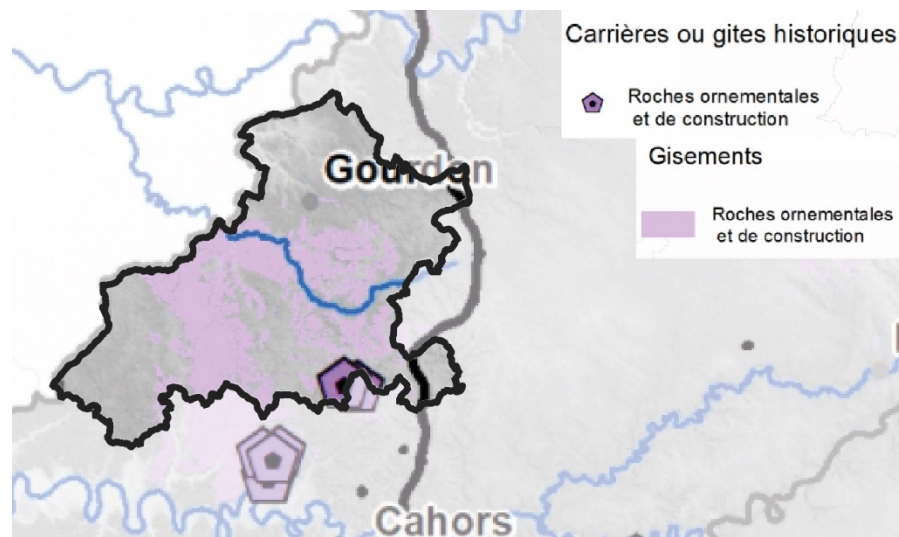 Carrières ou gites historiques
Roches ornementales
et de construction
Gisements
Roches ornementales
et de construction
Gourdon
Cahors